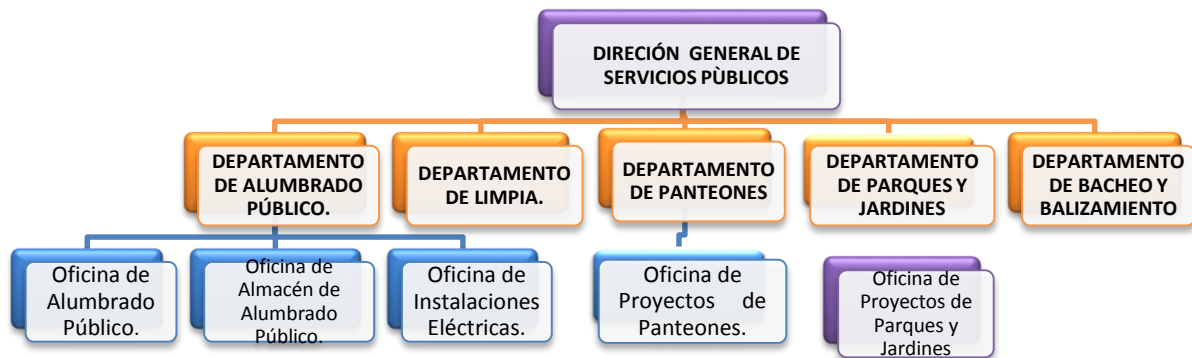 DIRECIÓN GENERAL DE
SERVICIOS PÙBLICOS
DEPARTAMENTO
DE ALUMBRADO
PÚBLICO.
DEPARTAMENTO
DE LIMPIA.
DEPARTAMENTO
DE PANTEONES
DEPARTAMENTO
DE PARQUES Y
JARDINES
DEPARTAMENTO
DE BACHEO Y
BALIZAMIENTO
Oficina de
Alumbrado
Público.
Oficina de
Almacén de
Alumbrado
Público.
Oficina de
Instalaciones
Eléctricas.
Oficina de
Proyectos de
Panteones.
Oficina de
Proyectos de
Parques y
Jardines